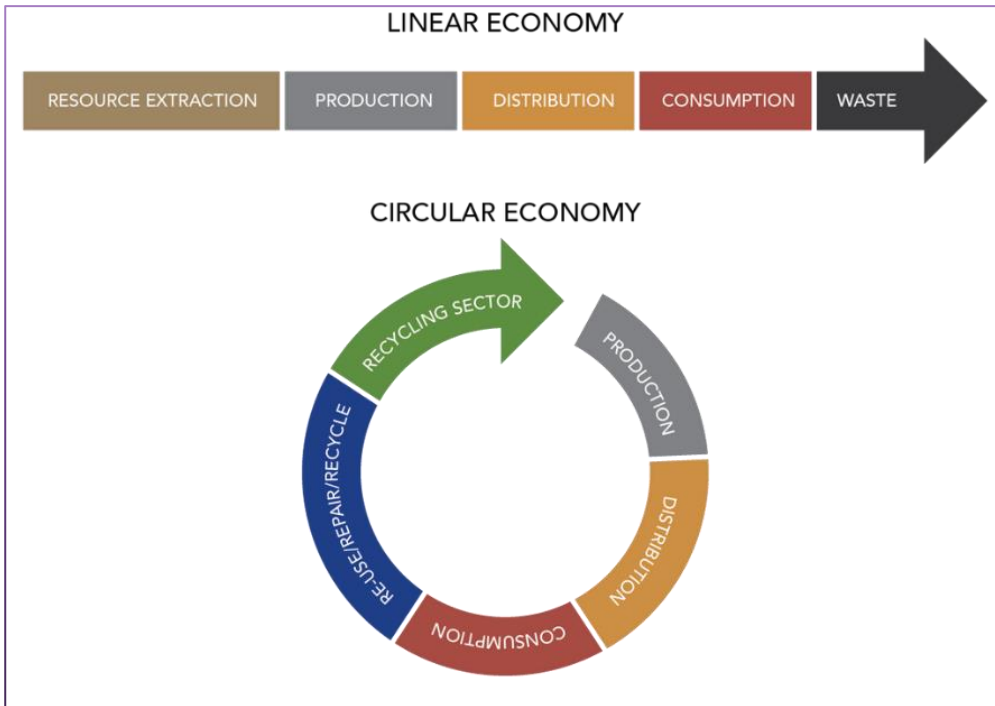 LINEAR ECONOMY
RESOURCE EXTRACTION
PRODUCTION
DISTRIBUTION
CONSUMPTION
WASTE
CIRCULAR ECONOMY
RECYCLING SECTOR
PRODUCTION
DISTRIBUTION
CONSUMPTION
RE-USE/REPAIR/RECYCLE